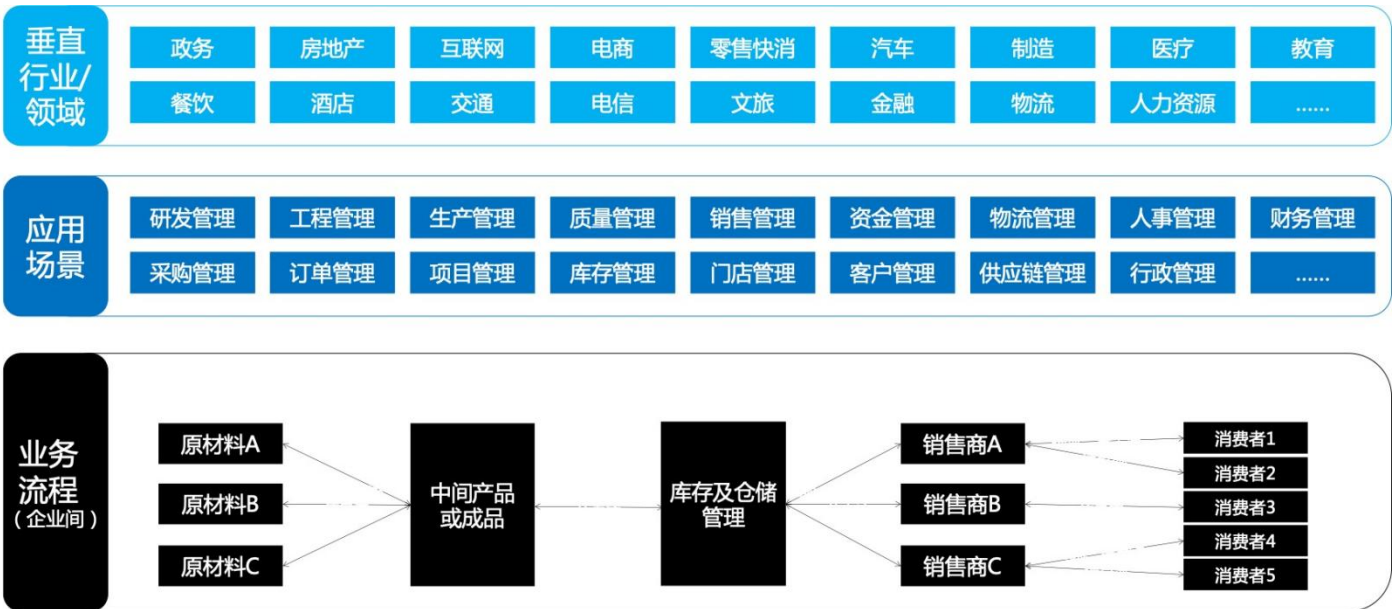 垂直
行业/
领域
政务 房地产 互联网 电商 零售快消 汽车 制造 医疗 教育
餐饮 酒店 交通 电信 文旅 金融 物流 人力资源 ……
应用
场景
研发管理 工程管理 生产管理 质量管理 销售管理 资金管理 物流管理 人事管理 财务管理
采购管理 订单管理 项目管理 库存管理 门店管理 客户管理 供应链管理 行政管理 ……
业务
流程
（企业间）
原材料A
原材料B
原材料C
中间产品
或成品
库存及仓储
管理
销售商A
销售商B
销售商C
消费者1
消费者2
消费者3
消费者4
消费者5